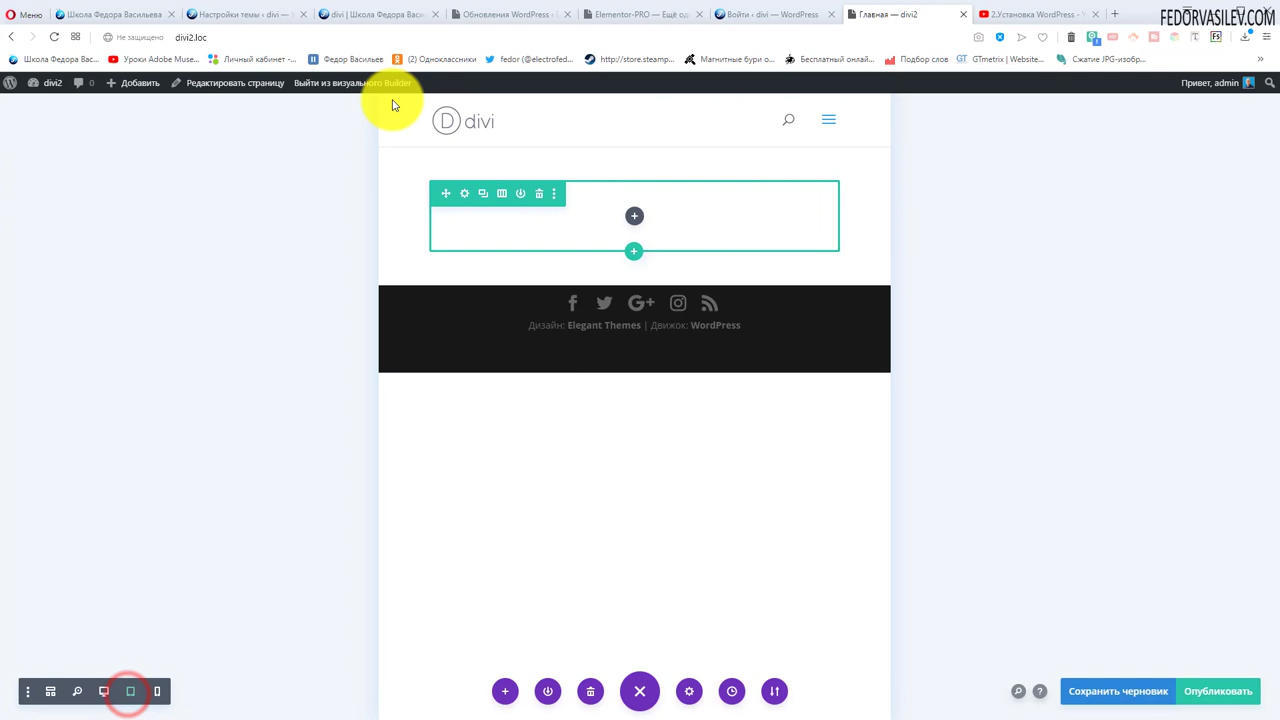 Меню
Школа Федора Васильева
Настройки темы ‹ divi —
divi | Школа Федора Васил
Обновления WordPress ‹
Elementor-PRO — Ещё од
Войти ‹ divi — WordPress
Главная — divi2
2.Установка WordPress - Y
FEDORVASILEV.COM
Не защищено
divi2.loc
Школа Федора Вас...
Уроки Adobe Muse...
Личный кабинет -...
Федор Васильев
(2) Одноклассники
fedor (@electrofed...
http://store.steamp...
Магнитные бури о...
Бесплатный онлай...
Подбор слов
GTmetrix | Website...
Сжатие JPG-изобр...
divi2
0
Добавить
Редактировать страницу
Выйти из визуального Builder
Привет, admin
D divi
Дизайн: Elegant Themes | Движок: WordPress
Сохранить черновик
Опубликовать